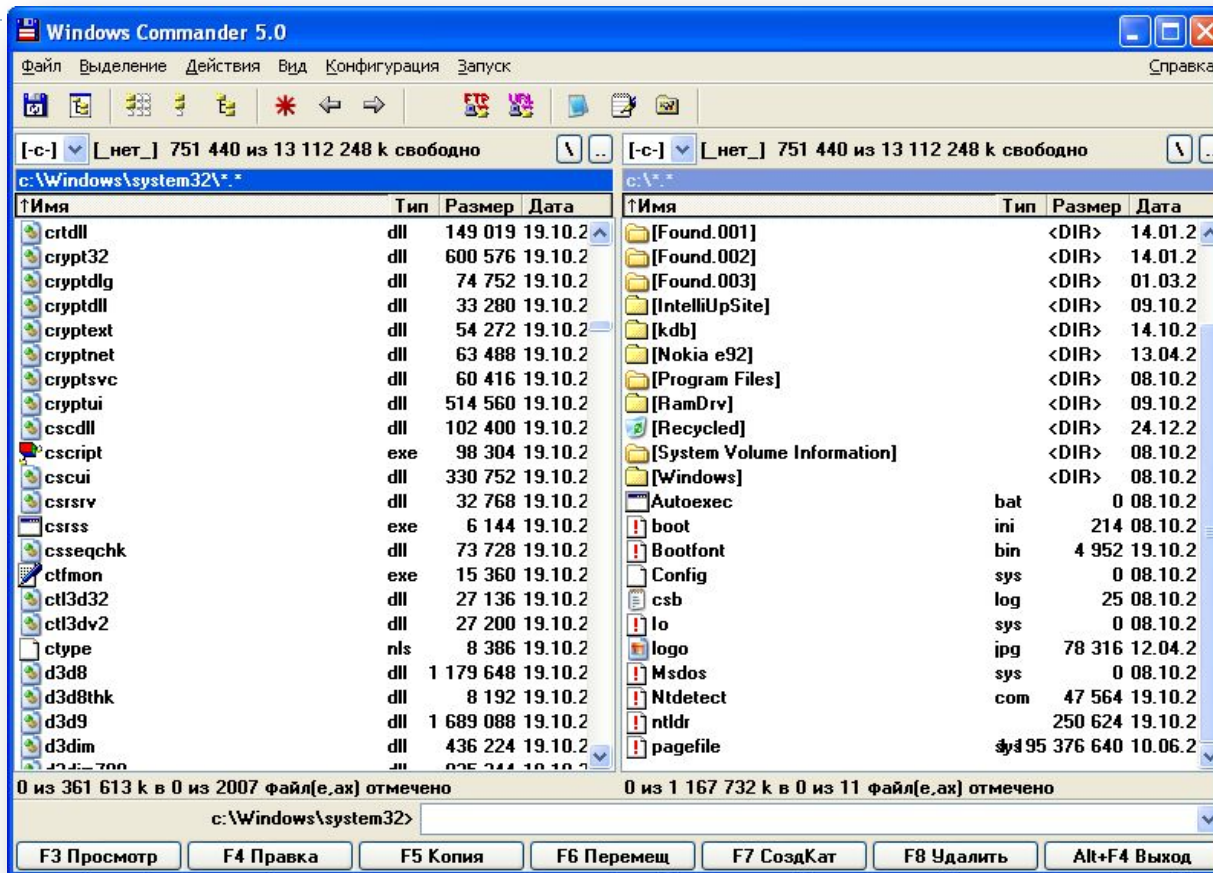 Windows Commander 5.0
Файл Выделение Действия Вид Конфигурация Запуск Справка
FTP URL
[-c-] [_нет_] 751 440 из 13 112 248 k свободно \ .. [-c-] [_нет_] 751 440 из 13 112 248 k свободно \ .
c:\Windows\system32\*.* c:\*.*
↑Имя Тип Размер Дата ↑Имя Тип Размер Дата
crtdll dll 149 019 19.10.2 [Found.001] <DIR> 14.01.2
crypt32 dll 600 576 19.10.2 [Found.002] <DIR> 14.01.2
cryptdlg dll 74 752 19.10.2 [Found.003] <DIR> 01.03.2
cryptdll dll 33 280 19.10.2 [IntelliUpSite] <DIR> 09.10.2
cryptext dll 54 272 19.10.2 [kdb] <DIR> 14.10.2
cryptnet dll 63 488 19.10.2 [Nokia e92] <DIR> 13.04.2
cryptsvc dll 60 416 19.10.2 [Program Files] <DIR> 08.10.2
cryptui dll 514 560 19.10.2 [RamDrv] <DIR> 09.10.2
cscdll dll 102 400 19.10.2 [Recycled] <DIR> 24.12.2
cscript exe 98 304 19.10.2 [System Volume Information] <DIR> 08.10.2
cscui dll 330 752 19.10.2 [Windows] <DIR> 08.10.2
csrsrv dll 32 768 19.10.2 Autoexec bat 0 08.10.2
csrss exe 6 144 19.10.2 boot ini 214 08.10.2
csseqchk dll 73 728 19.10.2 Bootfont bin 4 952 19.10.2
ctfmon exe 15 360 19.10.2 Config sys 0 08.10.2
ctl3d32 dll 27 136 19.10.2 csb log 25 08.10.2
ctl3dv2 dll 27 200 19.10.2 Io sys 0 08.10.2
ctype nls 8 386 19.10.2 logo jpg 78 316 12.04.2
d3d8 dll 1 179 648 19.10.2 Msdos sys 0 08.10.2
d3d8thk dll 8 192 19.10.2 Ntdetect com 47 564 19.10.2
d3d9 dll 1 689 088 19.10.2 ntldr 250 624 19.10.2
d3dim dll 436 224 19.10.2 pagefile 195 376 640 10.06.2
0 из 361 613 k в 0 из 2007 файл(е,ах) отмечено 0 из 1 167 732 k в 0 из 11 файл(е,ах) отмечено
c:\Windows\system32>
F3 Просмотр F4 Правка F5 Копия F6 Перемещ F7 СоздКат F8 Удалить Alt+F4 Выход